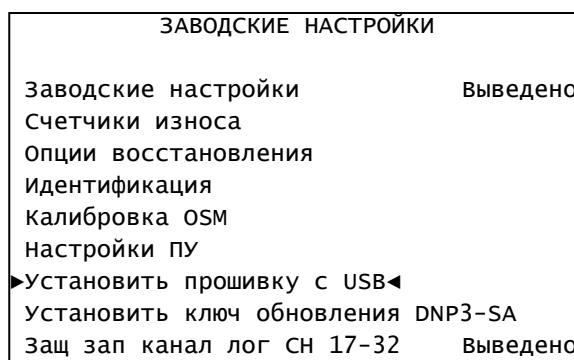 ЗАВОДСКИЕ НАСТРОЙКИ
Заводские настройки Выведено
Счетчики износа
Опции восстановления
Идентификация
Калибровка OSM
Настройки ПУ
►Установить прошивку с USB◄
Установить ключ обновления DNP3-SA
Защ зап канал лог СН 17-32 Выведено